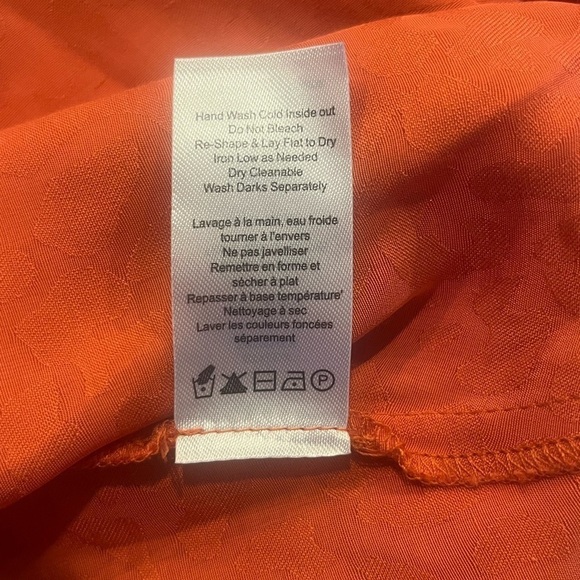 Hand Wash Cold Inside out
Do Not Bleach
Re-Shape & Lay Flat to Dry
Iron Low as Needed
Dry Cleanable
Wash Darks Separately
Lavage à la main, eau froide
tourner à l'envers
Ne pas javelliser
Remettre en forme et
sécher à plat
Repasser à base température'
Nettoyage à sec
Laver les couleurs foncées
séparement
P